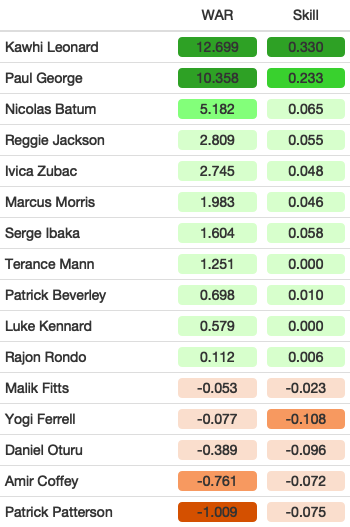 WAR Skill
Kawhi Leonard 12.699 0.330
Paul George 10.358 0.233
Nicolas Batum 5.182 0.065
Reggie Jackson 2.809 0.055
Ivica Zubac 2.745 0.048
Marcus Morris 1.983 0.046
Serge Ibaka 1.604 0.058
Terance Mann 1.251 0.000
Patrick Beverley 0.698 0.010
Luke Kennard 0.579 0.000
Rajon Rondo 0.112 0.006
Malik Fitts -0.053 -0.023
Yogi Ferrell -0.077 -0.108
Daniel Oturu -0.389 -0.096
Amir Coffey -0.761 -0.072
Patrick Patterson -1.009 -0.075